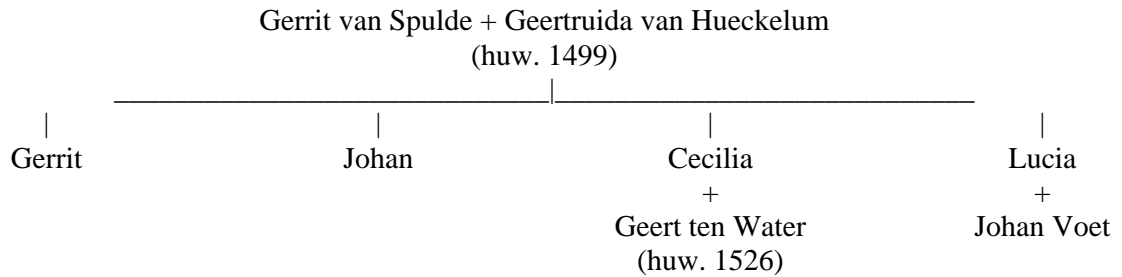 Gerrit van Spulde + Geertruida van Hueckelum
(huw. 1499)
Gerrit Johan Cecilia Lucia
+ +
Geert ten Water Johan Voet
(huw. 1526)